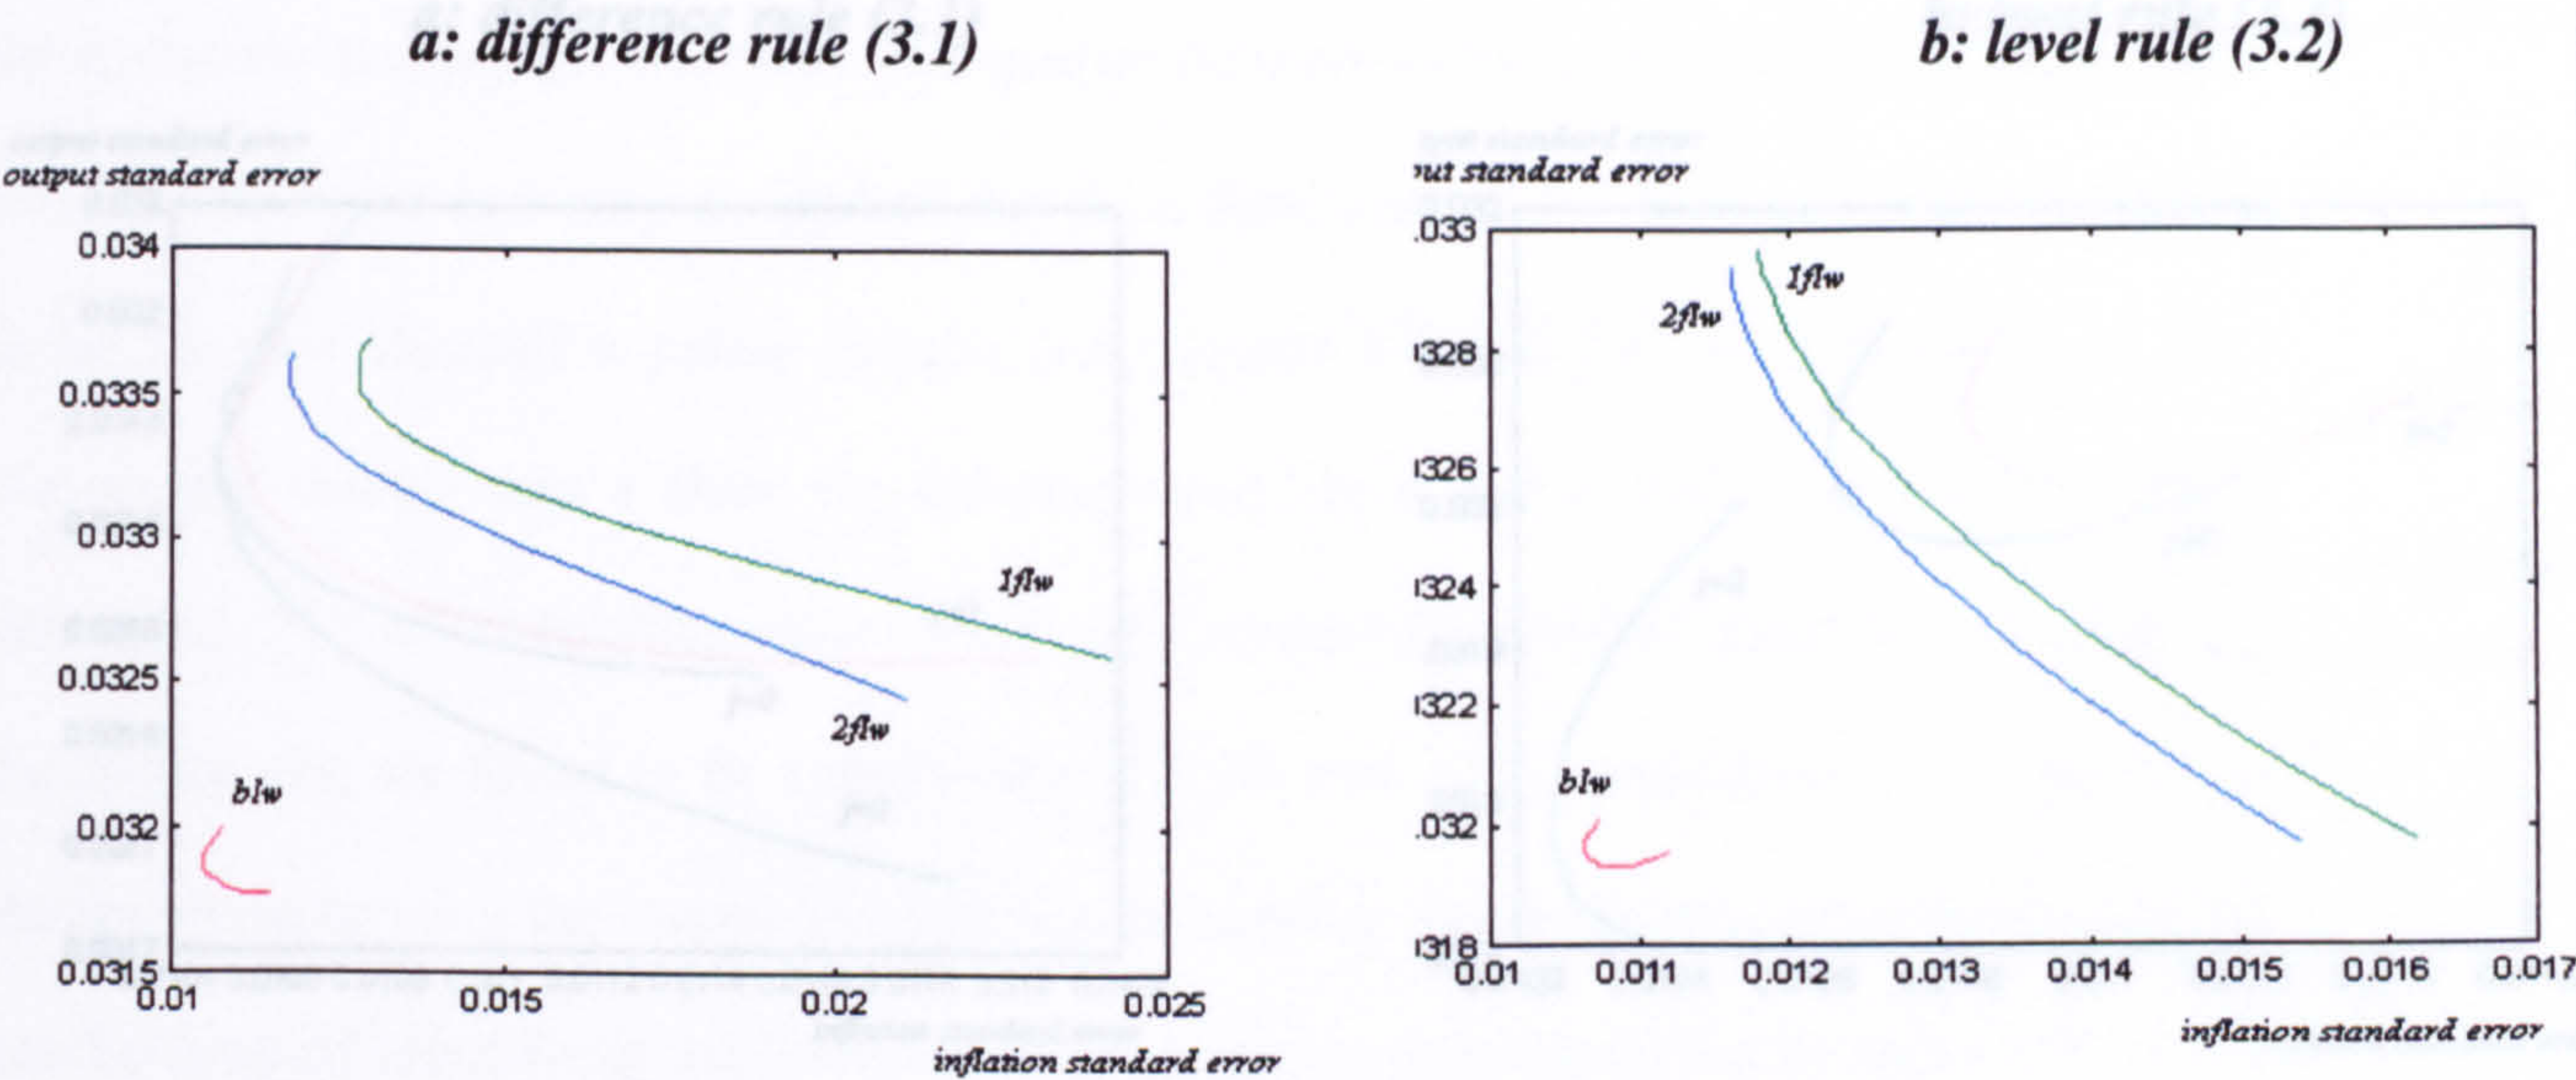 a: difference rule (3.1)
output standard error
0.034
0.0335
0.033
0.0325
0.032
0.0315
0.01 0.015 0.02 0.025
1flw
2flw
blw
inflation standard error
b: level rule (3.2)
put standard error
.033
328
326
324
322
.032
318
0.01 0.011 0.012 0.013 0.014 0.015 0.016 0.017
1flw
2flw
blw
inflation standard error